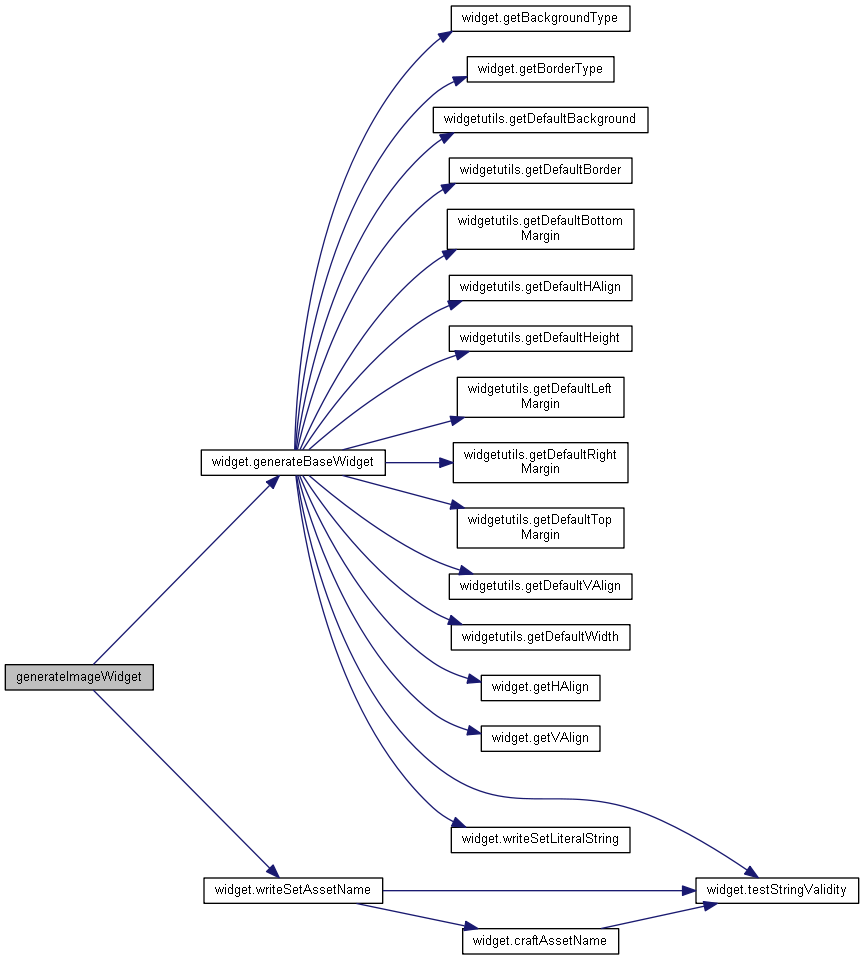 widget.getBackgroundType
widget.getBorderType
widgetutils.getDefaultBackground
widgetutils.getDefaultBorder
widgetutils.getDefaultBottom
Margin
widgetutils.getDefaultHAlign
widgetutils.getDefaultHeight
widgetutils.getDefaultLeft
Margin
widget.generateBaseWidget
widgetutils.getDefaultRight
Margin
widgetutils.getDefaultTop
Margin
widgetutils.getDefaultVAlign
widgetutils.getDefaultWidth
generateImageWidget
widget.getHAlign
widget.getVAlign
widget.writeSetLiteralString
widget.writeSetAssetName
widget.testStringValidity
widget.craftAssetName